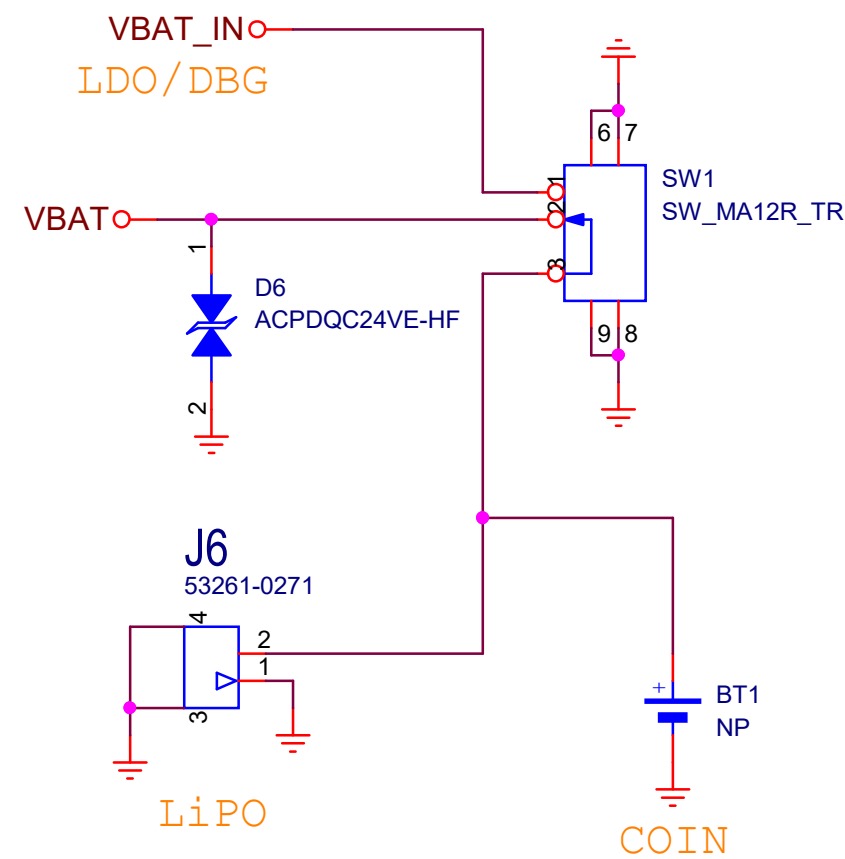 VBAT_IN
LDO/DBG
6 7
1
SW1
2
SW_MA12R_TR
VBAT
1
3
D6
ACPDQC24VE-HF
9 8
2
J6
53261-0271
4
2
1
3
+
BT1
NP
LiPO
COIN